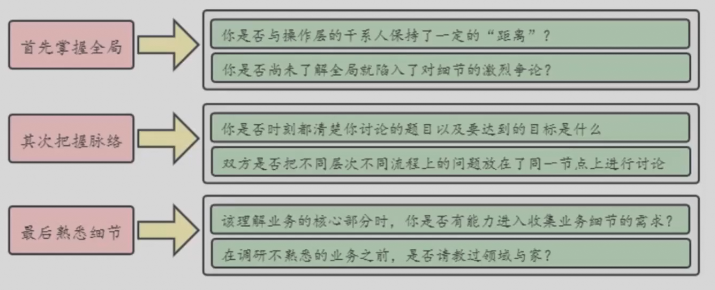 首先掌握全局
你是否与操作层的干系人保持了一定的“距离”？
你是否尚未了解全局就陷入了对细节的激烈争论？
其次把握脉络
你是否时刻都清楚你讨论的题目以及要达到的目标是什么
双方是否把不同层次不同流程上的问题放在了同一节点上进行讨论
最后熟悉细节
该理解业务的核心部分时，你是否有能力进入收集业务细节的需求？
在调研不熟悉的业务之前，是否请教过领域与家？